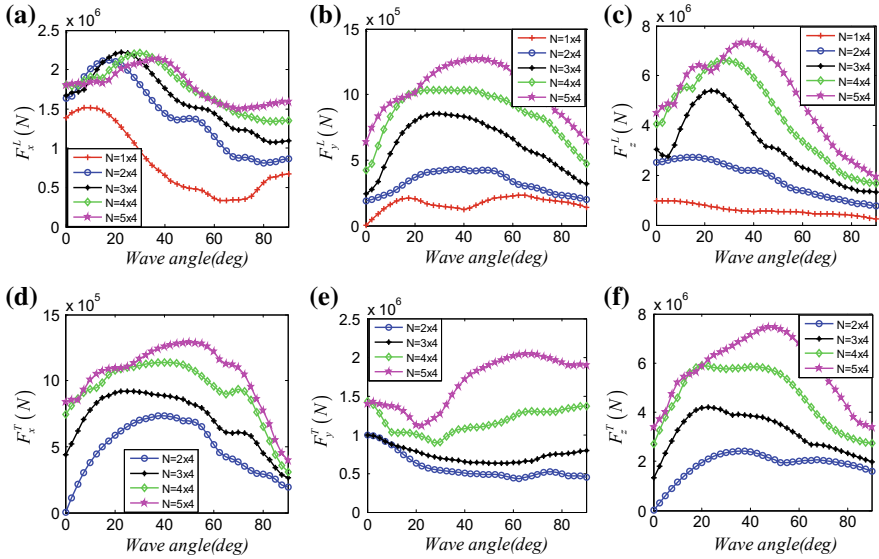 (a)
x 10^6
2.5
2
1.5
1
0.5
0
0 20 40 60 80
F_x^L (N)
Wave angle(deg)
N=1x4
N=2x4
N=3x4
N=4x4
N=5x4
(b)
x 10^5
15
10
5
0
0 20 40 60 80
F_y^L (N)
Wave angle(deg)
N=1x4
N=2x4
N=3x4
N=4x4
N=5x4
(c)
x 10^6
8
6
4
2
0
0 20 40 60 80
F_z^L (N)
Wave angle(deg)
N=1x4
N=2x4
N=3x4
N=4x4
N=5x4
(d)
x 10^5
15
10
5
0
0 20 40 60 80
F_x^T (N)
Wave angle(deg)
N=2x4
N=3x4
N=4x4
N=5x4
(e)
x 10^6
2.5
2
1.5
1
0.5
0
0 20 40 60 80
F_y^T (N)
Wave angle(deg)
N=2x4
N=3x4
N=4x4
N=5x4
(f)
x 10^6
8
6
4
2
0
0 20 40 60 80
F_z^T (N)
Wave angle(deg)
N=2x4
N=3x4
N=4x4
N=5x4